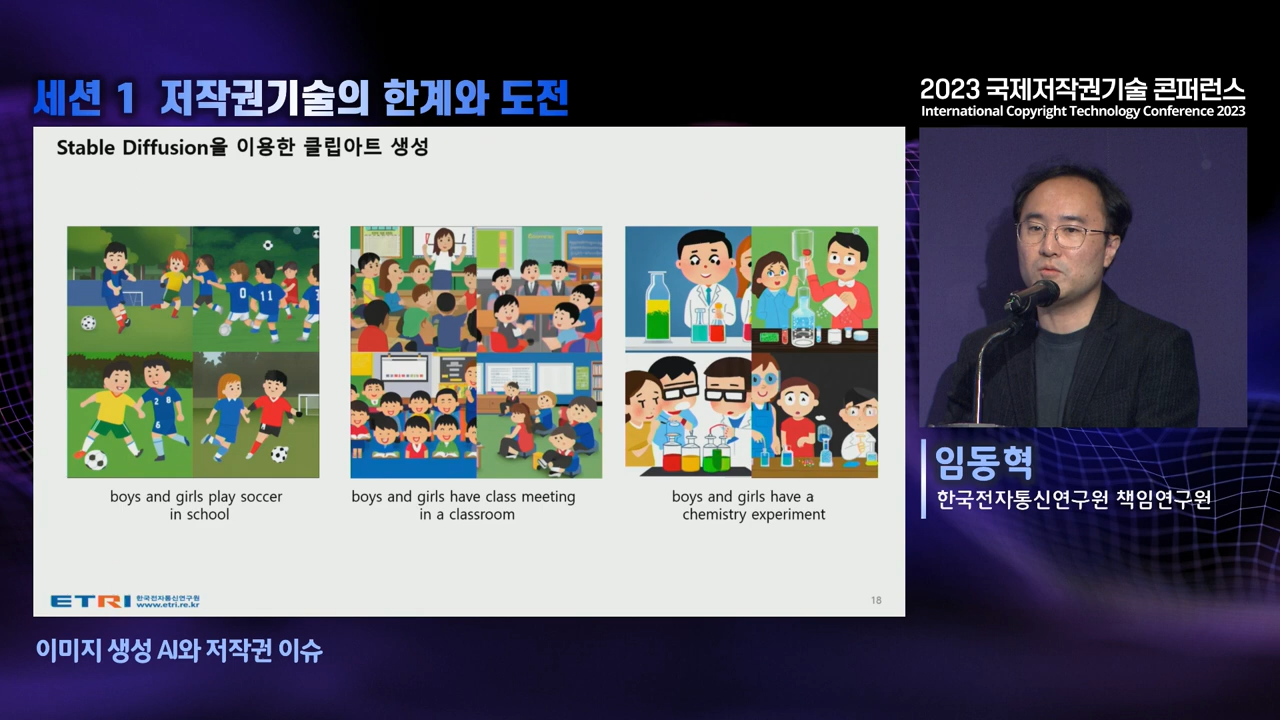 세션 1 저작권기술의 한계와 도전
2023 국제저작권기술 콘퍼런스
International Copyright Technology Conference 2023
Stable Diffusion을 이용한 클립아트 생성
0
11
3
2 8
6
boys and girls play soccer
in school
boys and girls have class meeting
in a classroom
boys and girls have a
chemistry experiment
ETRI 한국전자통신연구원
www.etri.re.kr
18
임동혁
한국전자통신연구원 책임연구원
이미지 생성 AI와 저작권 이슈